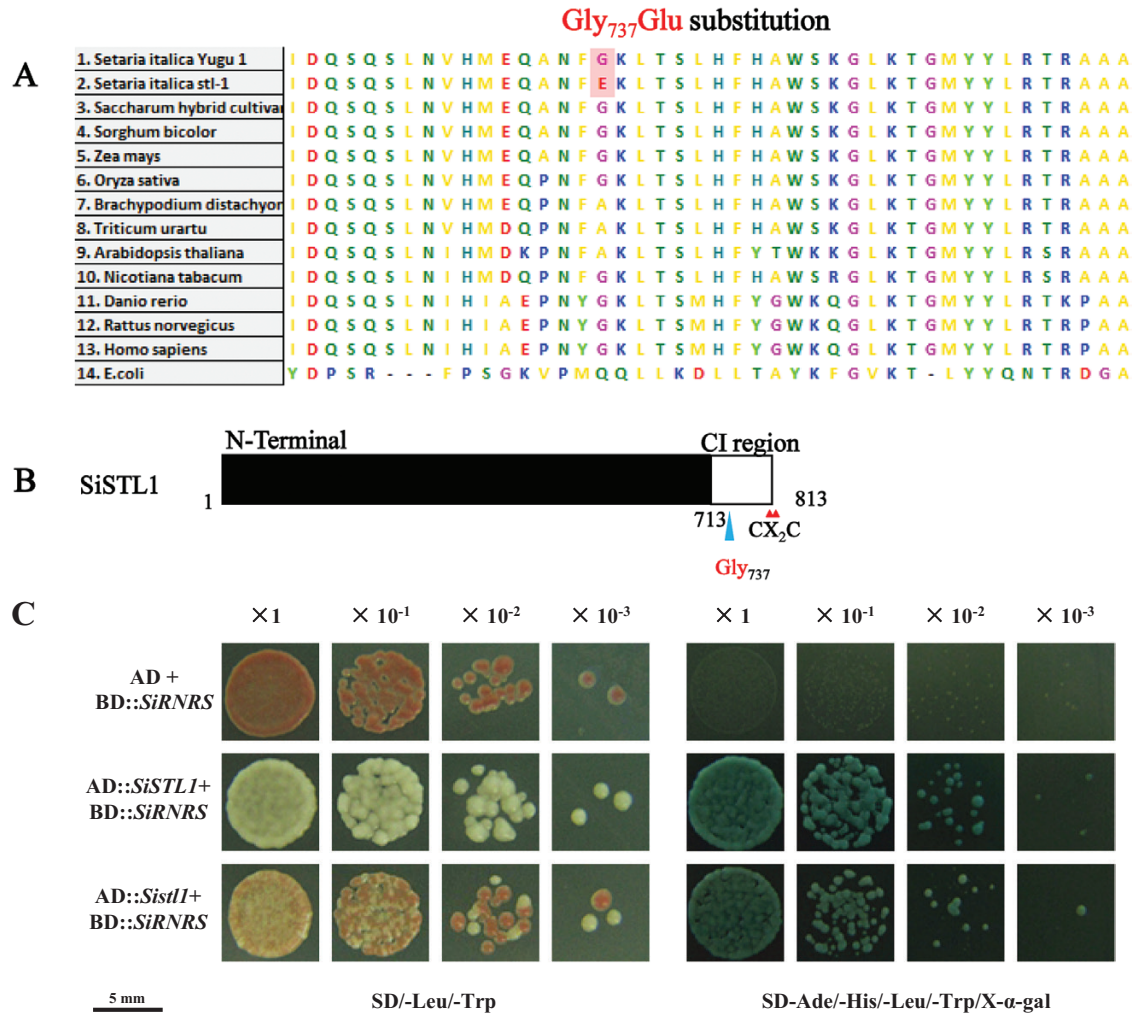 Gly737Glu substitution
A
1. Setaria italica Yugu 1 I D Q S Q S L N V H M E Q A N F G K L T S L H F H A W S K G L K T G M Y Y L R T R A A A
2. Setaria italica stl-1 I D Q S Q S L N V H M E Q A N F E K L T S L H F H A W S K G L K T G M Y Y L R T R A A A
3. Saccharum hybrid cultivar I D Q S Q S L N V H M E Q A N F G K L T S L H F H A W S K G L K T G M Y Y L R T R A A A
4. Sorghum bicolor I D Q S Q S L N V H M E Q A N F G K L T S L H F H A W S K G L K T G M Y Y L R T R A A A
5. Zea mays I D Q S Q S L N V H M E Q A N F G K L T S L H F H A W S K G L K T G M Y Y L R T R A A A
6. Oryza sativa I D Q S Q S L N V H M E Q P N F G K L T S L H F H A W S K G L K T G M Y Y L R T R A A A
7. Brachypodium distachyon I D Q S Q S L N V H M E Q P N F A K L T S L H F H A W S K G L K T G M Y Y L R T R A A A
8. Triticum urartu I D Q S Q S L N V H M D Q P N F A K L T S L H F H A W S K G L K T G M Y Y L R T R A A A
9. Arabidopsis thaliana I D Q S Q S L N I H M D K P N F A K L T S L H F Y T W K K G L K T G M Y Y L R S R A A A
10. Nicotiana tabacum I D Q S Q S L N I H M D Q P N F G K L T S L H F H A W S R G L K T G M Y Y L R S R A A A
11. Danio rerio I D Q S Q S L N I H I A E P N Y G K L T S M H F Y G W K Q G L K T G M Y Y L R T K P A A
12. Rattus norvegicus I D Q S Q S L N I H I A E P N Y G K L T S M H F Y G W K Q G L K T G M Y Y L R T R P A A
13. Homo sapiens I D Q S Q S L N I H I A E P N Y G K L T S M H F Y G W K Q G L K T G M Y Y L R T R P A A
14. E.coli Y D P S R - - - F P S G K V P M Q Q L L K D L L T A Y K F G V K T - L Y Y Q N T R D G A
B
N-Terminal CI region
SiSTL1
1 713 813
CX2C
Gly737
C
×1 ×10-1 ×10-2 ×10-3 ×1 ×10-1 ×10-2 ×10-3
AD +
BD::SiRNRS
AD::SiSTL1+
BD::SiRNRS
AD::Sistl1+
BD::SiRNRS
5 mm SD/-Leu/-Trp SD-Ade/-His/-Leu/-Trp/X-α-gal